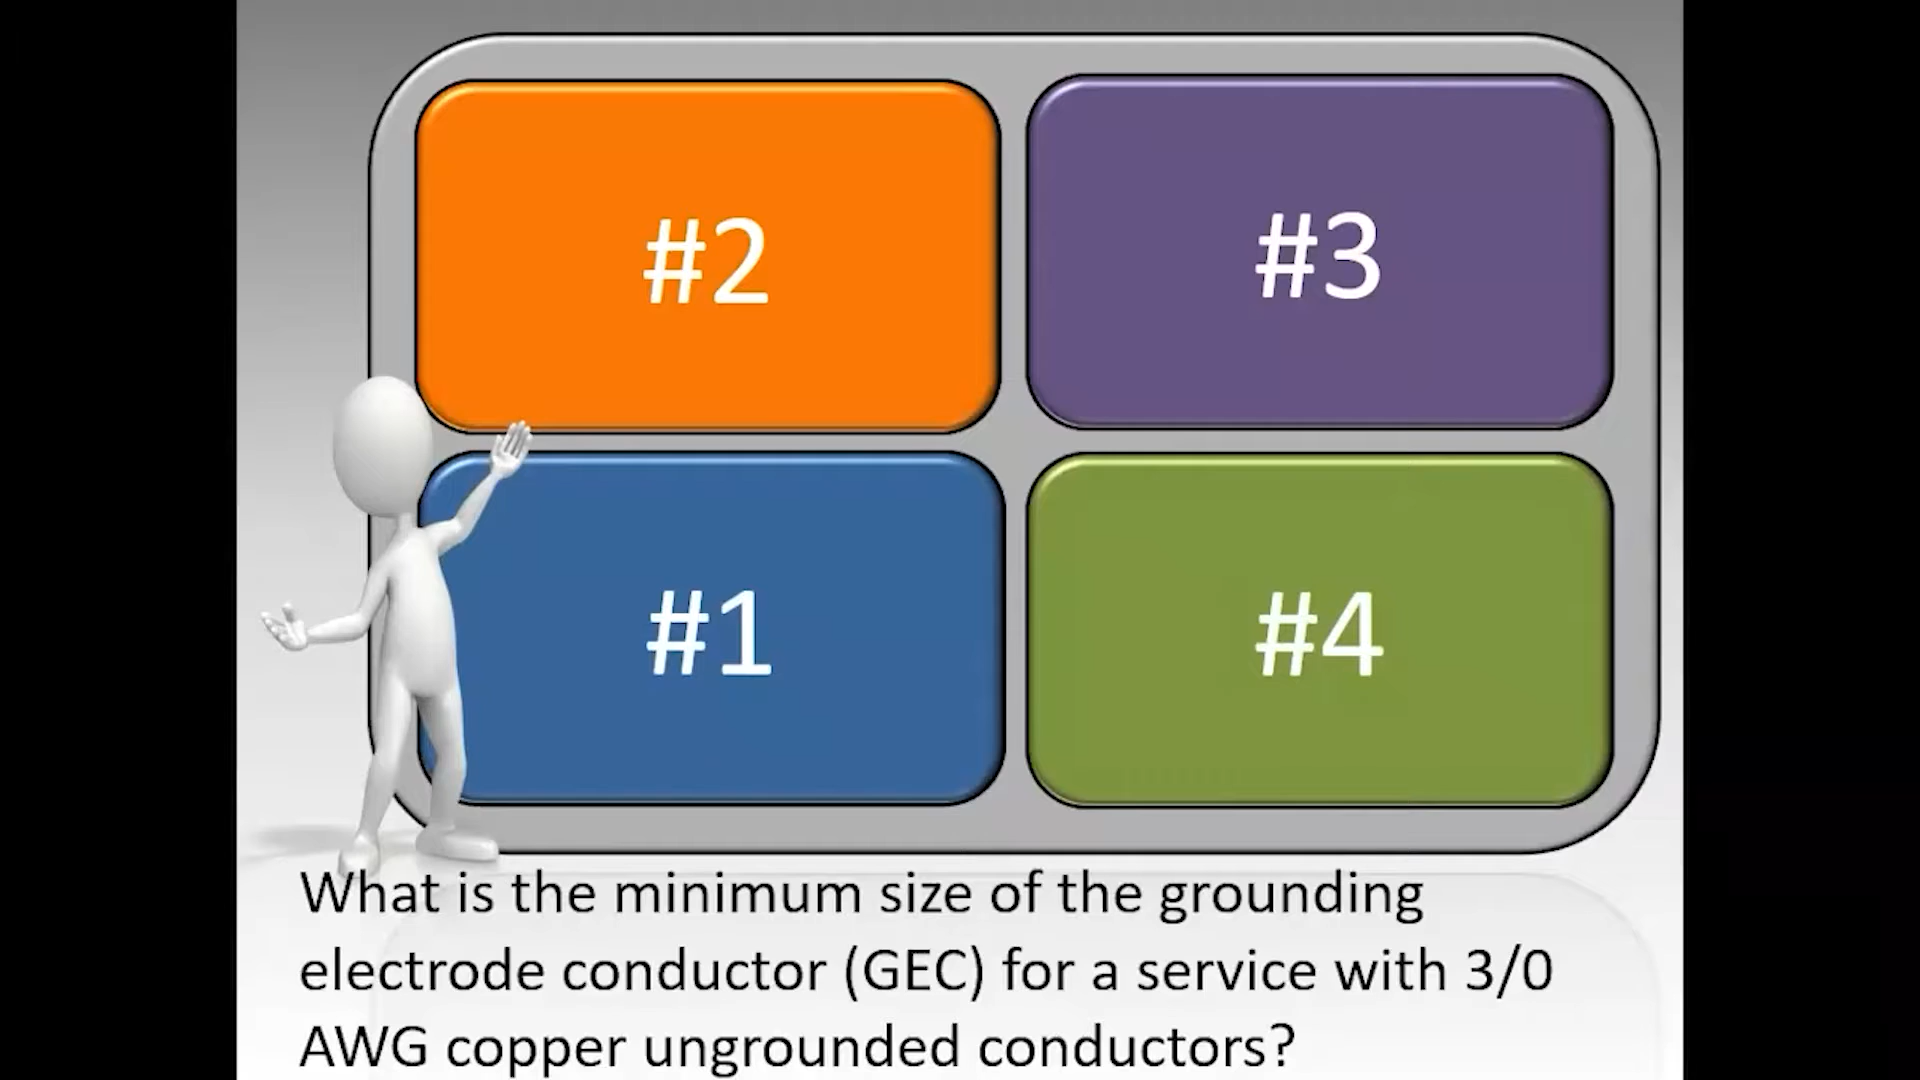 #2
#3
#1
#4
What is the minimum size of the grounding
electrode conductor (GEC) for a service with 3/0
AWG copper ungrounded conductors?